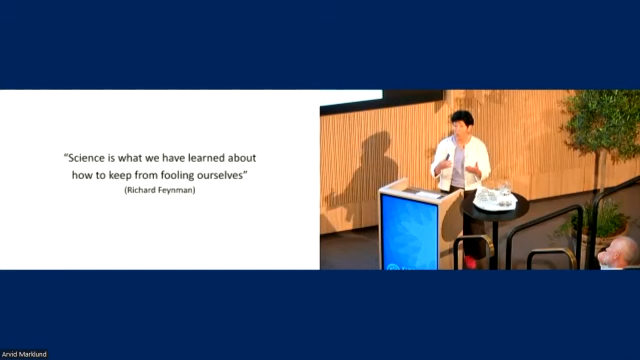 “Science is what we have learned about
how to keep from fooling ourselves”
(Richard Feynman)
Arvid Marklund